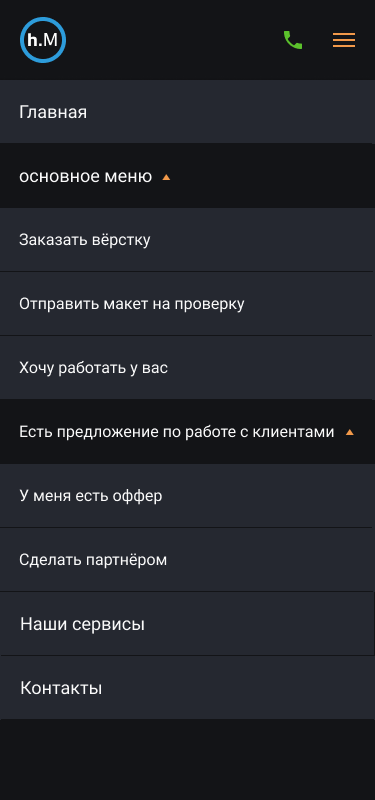 h.M
Главная
основное меню
Заказать вёрстку
Отправить макет на проверку
Хочу работать у вас
Есть предложение по работе с клиентами
У меня есть оффер
Сделать партнёром
Наши сервисы
Контакты